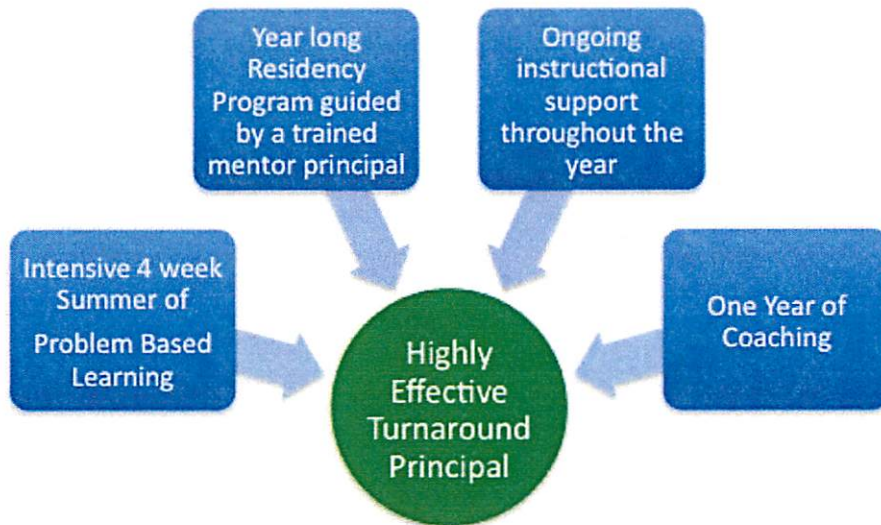 Year long
Residency
Program guided
by a trained
mentor principal
Ongoing
instructional
support
throughout the
year
Intensive 4 week
Summer of
Problem Based
Learning
One Year of
Coaching
Highly
Effective
Turnaround
Principal